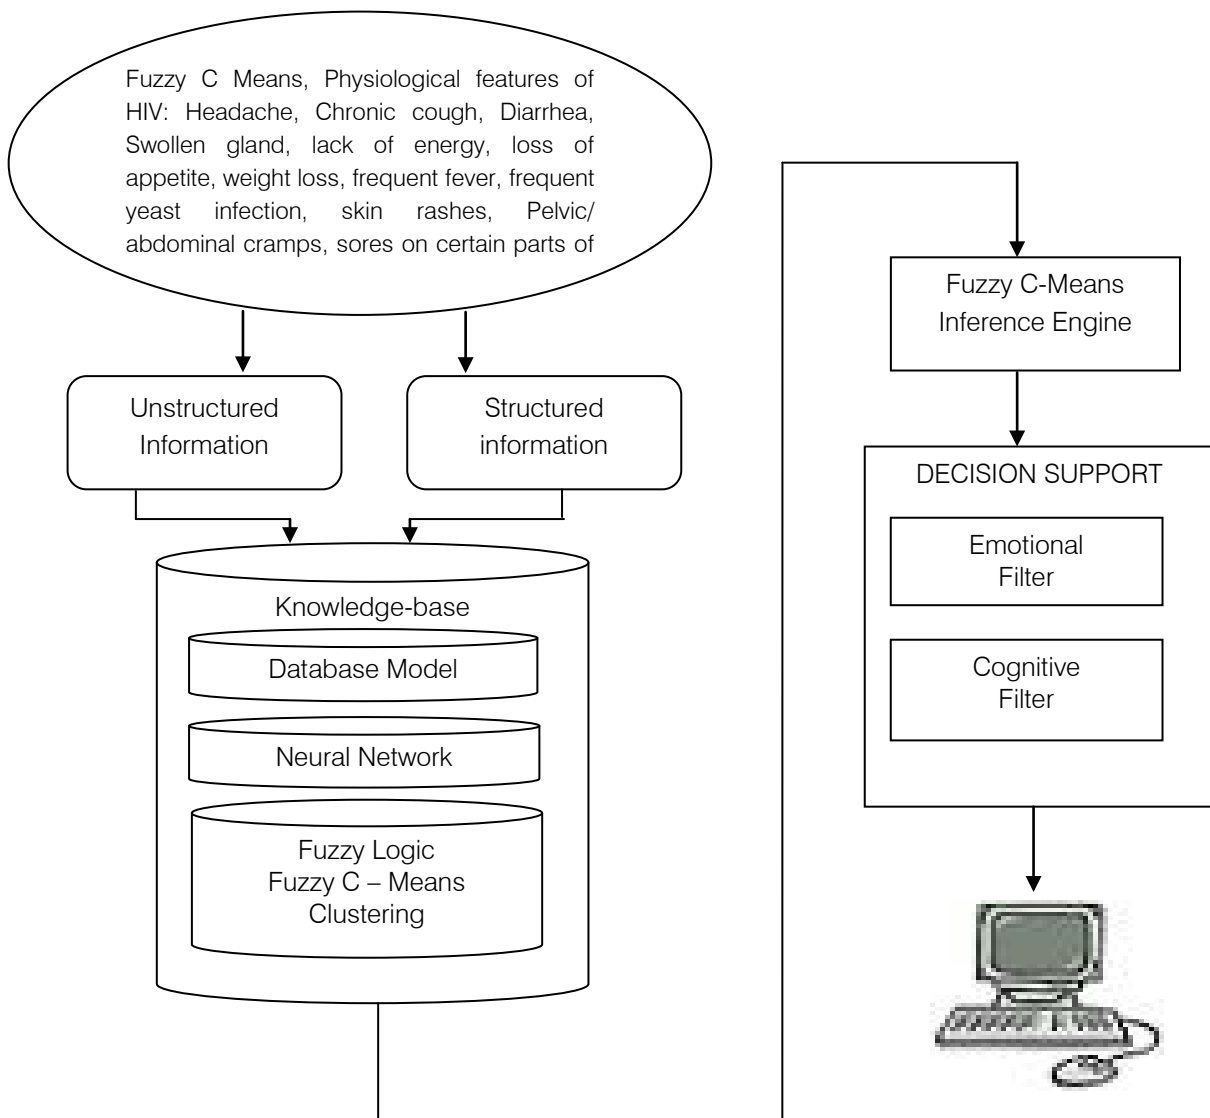 Fuzzy C Means, Physiological features of
HIV: Headache, Chronic cough, Diarrhea,
Swollen gland, lack of energy, loss of
appetite, weight loss, frequent fever, frequent
yeast infection, skin rashes, Pelvic/
abdominal cramps, sores on certain parts of
Unstructured
Information
Structured
information
Knowledge-base
Database Model
Neural Network
Fuzzy Logic
Fuzzy C – Means
Clustering
Fuzzy C-Means
Inference Engine
DECISION SUPPORT
Emotional
Filter
Cognitive
Filter